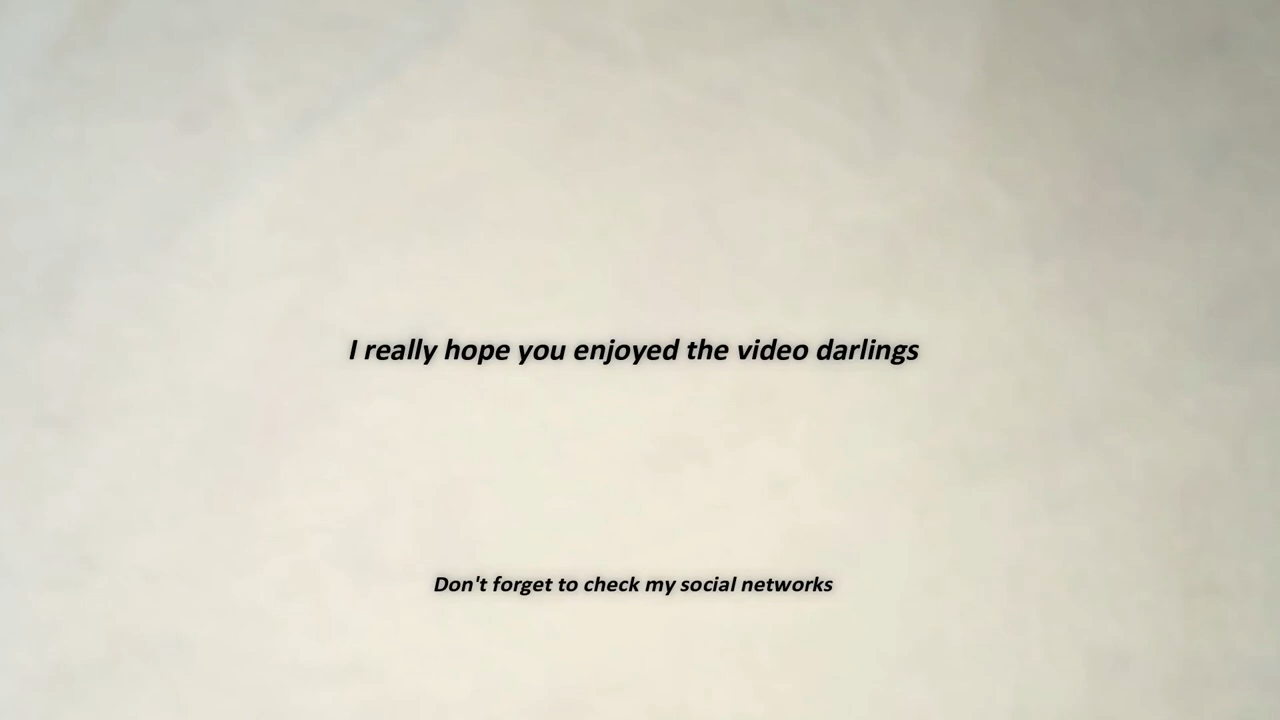 I really hope you enjoyed the video darlings
Don't forget to check my social networks